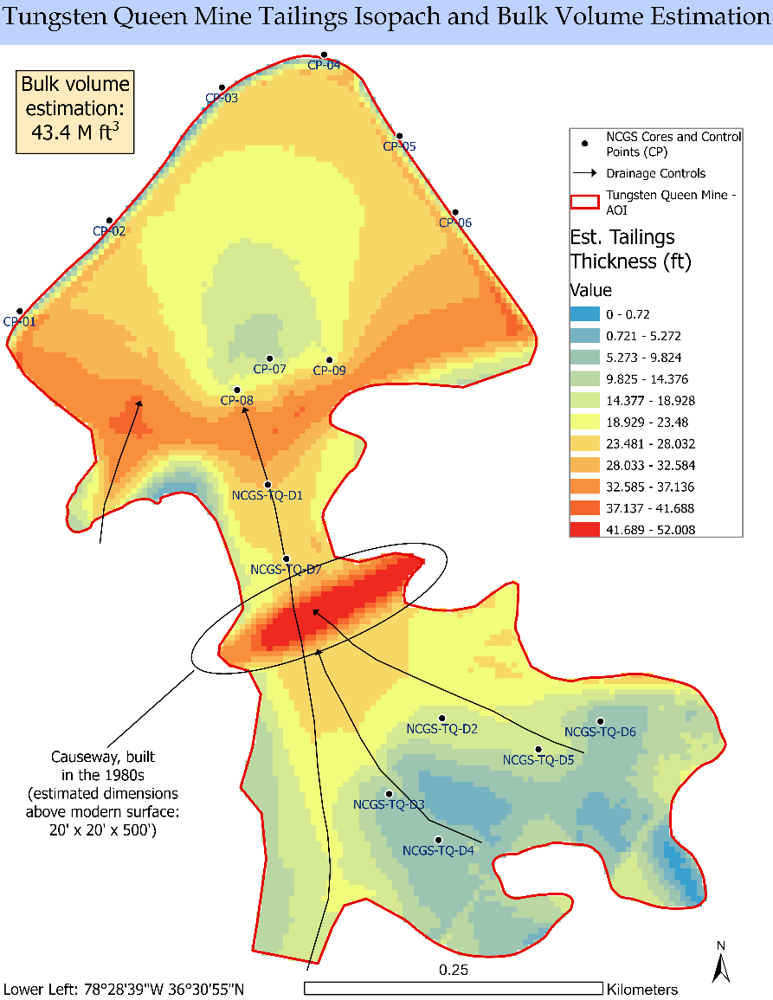 Tungsten Queen Mine Tailings Isopach and Bulk Volume Estimation
Bulk volume
estimation:
43.4 M ft³
CP-04
CP-03
CP-05
CP-06
CP-02
CP-01
CP-07
CP-09
CP-08
NCGS-TQ-D1
NCGS-TQ-D7
NCGS Cores and Control
Points (CP)
Drainage Controls
Tungsten Queen Mine -
AOI
Est. Tailings
Thickness (ft)
Value
0 - 0.72
0.721 - 5.272
5.273 - 9.824
9.825 - 14.376
14.377 - 18.928
18.929 - 23.48
23.481 - 28.032
28.033 - 32.584
32.585 - 37.136
37.137 - 41.688
41.689 - 52.008
NCGS-TQ-D2
NCGS-TQ-D6
NCGS-TQ-D5
NCGS-TQ-D3
NCGS-TQ-D4
Causeway, built
in the 1980s
(estimated dimensions
above modern surface:
20' x 20' x 500')
N
0.25
Kilometers
Lower Left: 78°28'39"W 36°30'55"N